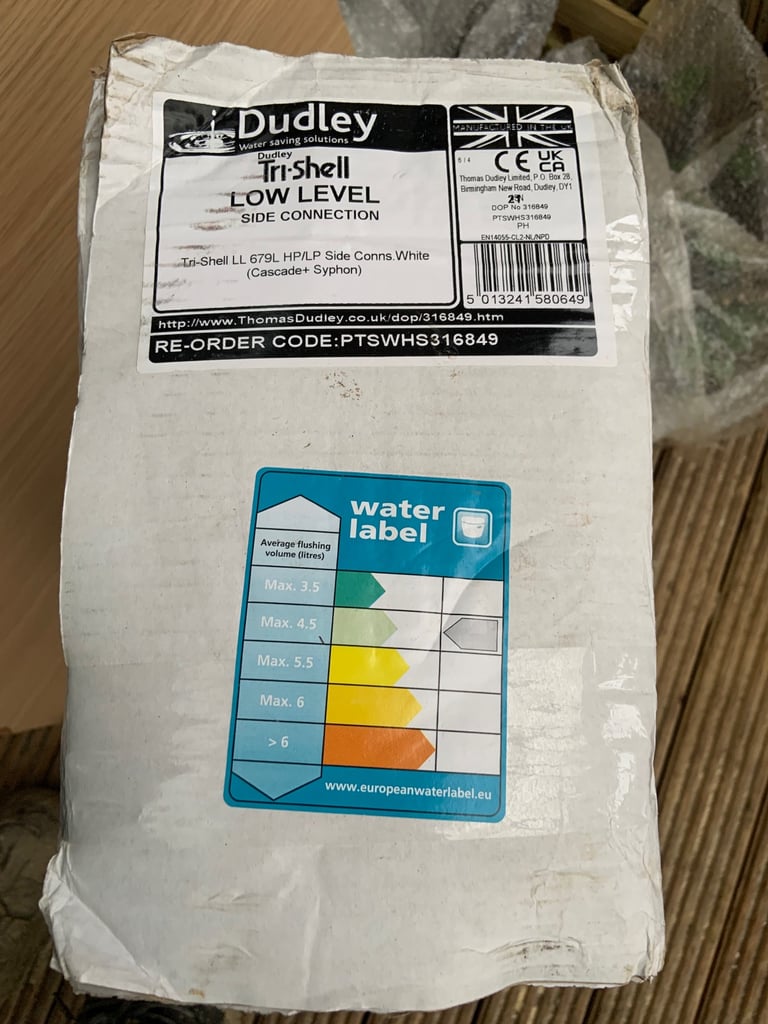 Dudley
Water saving solutions
Dudley
Tri-Shell
LOW LEVEL
SIDE CONNECTION
Tri-Shell LL 679L HP/LP Side Conns.White
(Cascade+ Syphon)
MANUFACTURED IN THE UK
6 / 4
CE UK CA
Thomas Dudley Limited, P.O. Box 28,
Birmingham New Road, Dudley, DY1
DOP No 316849
PTSWHS316849
PH
EN14055-CL2-NL/NPD
5 013241 580649
http://www.ThomasDudley.co.uk/dop/316849.htm
RE-ORDER CODE:PTSWHS316849
water
label
Average flushing
volume (litres)
Max. 3.5
Max. 4.5
Max. 5.5
Max. 6
> 6
www.europeanwaterlabel.eu